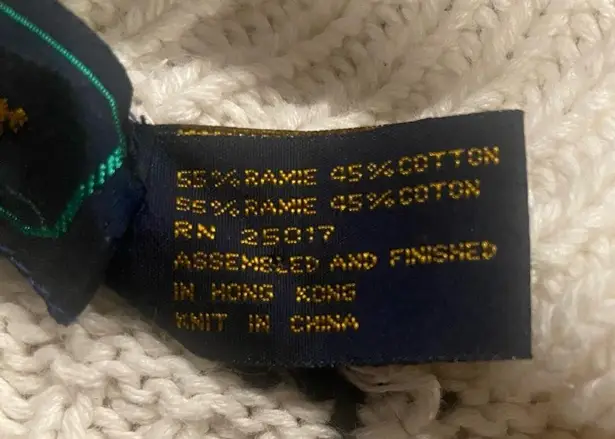 55% RAMIE 45% COTTON
55% RAMIE 45% COTON
RN 25017
ASSEMBLED AND FINISHED
IN HONG KONG
KNIT IN CHINA